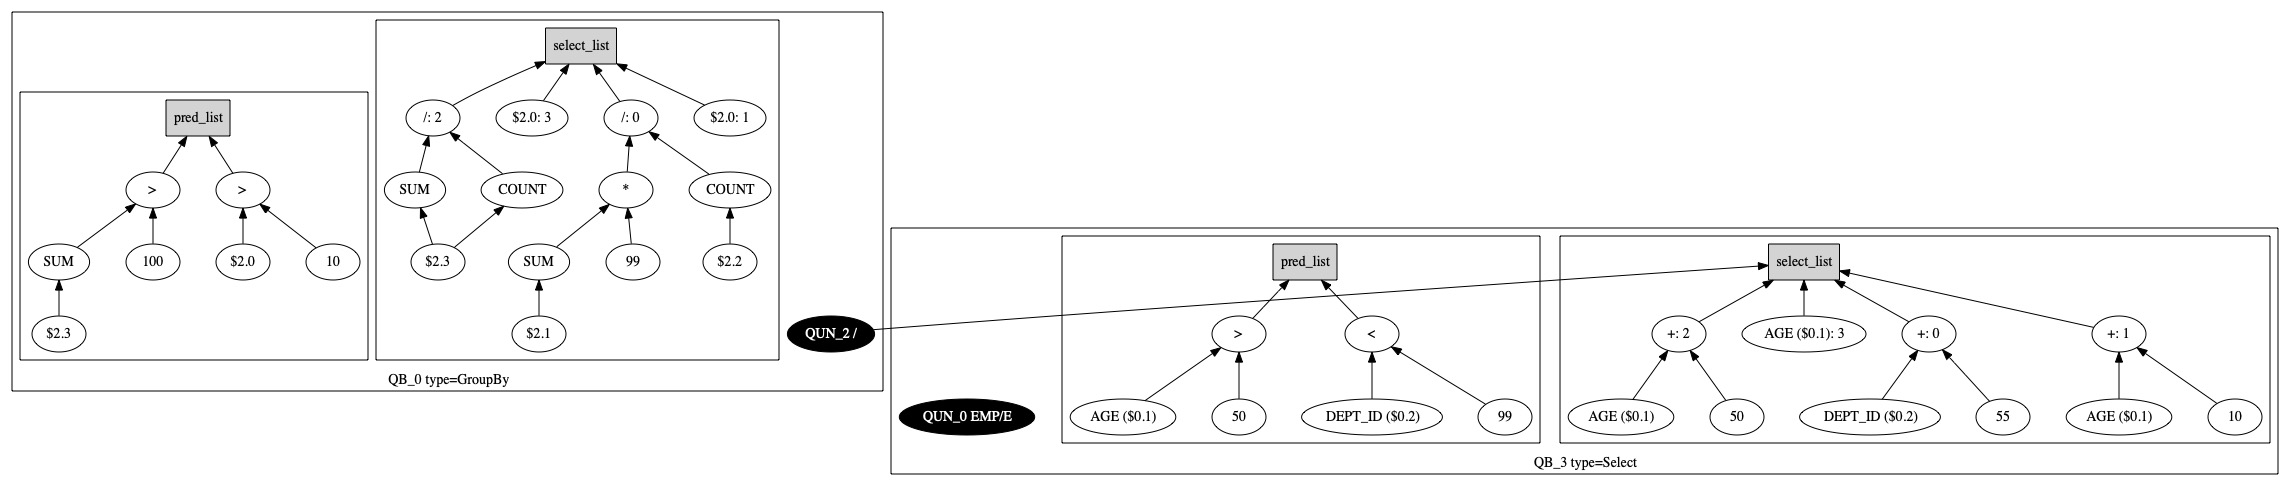 select_list
pred_list
/: 2
$2.0: 3
/: 0
$2.0: 1
>
>
SUM
COUNT
*
COUNT
SUM
100
$2.0
10
$2.3
SUM
99
$2.2
$2.3
$2.1
QUN_2 /
QB_0 type=GroupBy
pred_list
select_list
>
<
+: 2
AGE ($0.1): 3
+: 0
+: 1
QUN_0 EMP/E
AGE ($0.1)
50
DEPT_ID ($0.2)
99
AGE ($0.1)
50
DEPT_ID ($0.2)
55
AGE ($0.1)
10
QB_3 type=Select